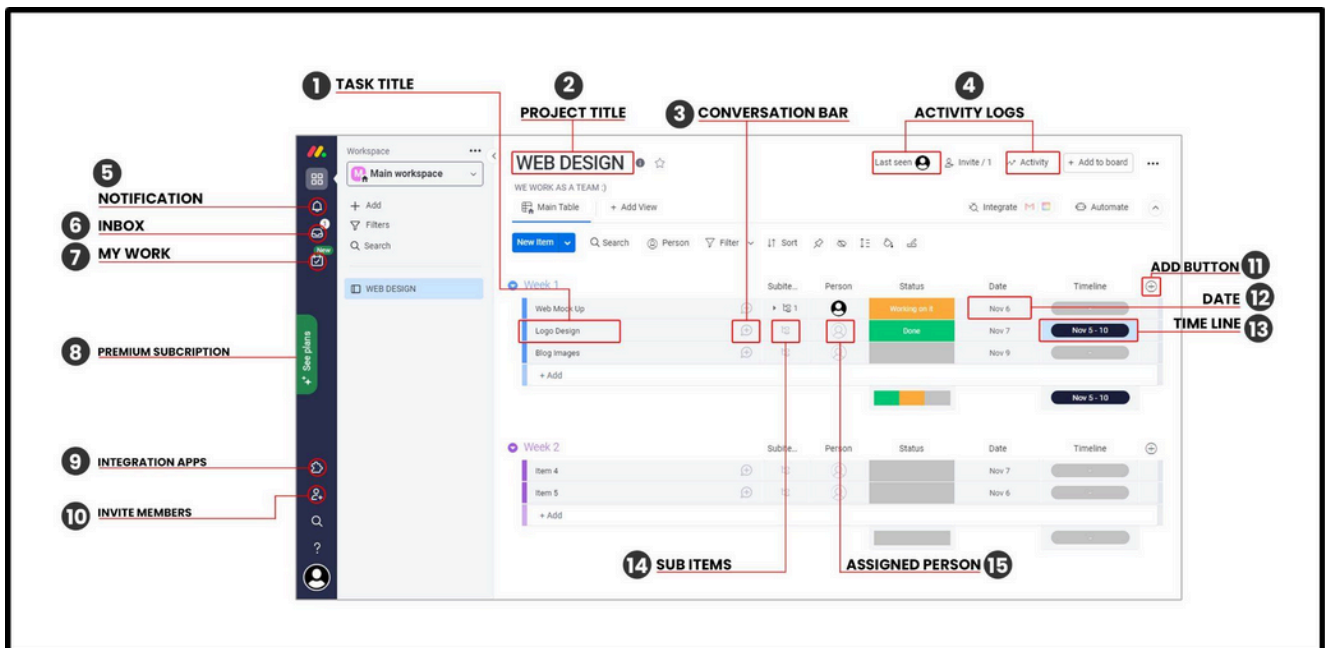 1 TASK TITLE
2
PROJECT TITLE
3 CONVERSATION BAR
4
ACTIVITY LOGS
5
NOTIFICATION
6 INBOX
7 MY WORK
8 PREMIUM SUBCRIPTION
9 INTEGRATION APPS
10 INVITE MEMBERS
New
See plans
?
Workspace
M Main workspace
+ Add
Filters
Search
WEB DESIGN
WEB DESIGN
Last seen Invite / 1 Activity + Add to board
WE WORK AS A TEAM :)
Main Table + Add View Integrate Automate
New Item Search Person Filter Sort
ADD BUTTON 11
DATE 12
TIME LINE 13
Week 1 Subite... Person Status Date Timeline
Web Mock Up 1 Working on it Nov 6 -
Logo Design Done Nov 7 Nov 5 - 10
Blog Images Nov 9 -
+ Add
Nov 5 - 10
Week 2 Subite... Person Status Date Timeline
Item 4 Nov 7 -
Item 5 Nov 6 -
+ Add
-
14 SUB ITEMS
ASSIGNED PERSON 15